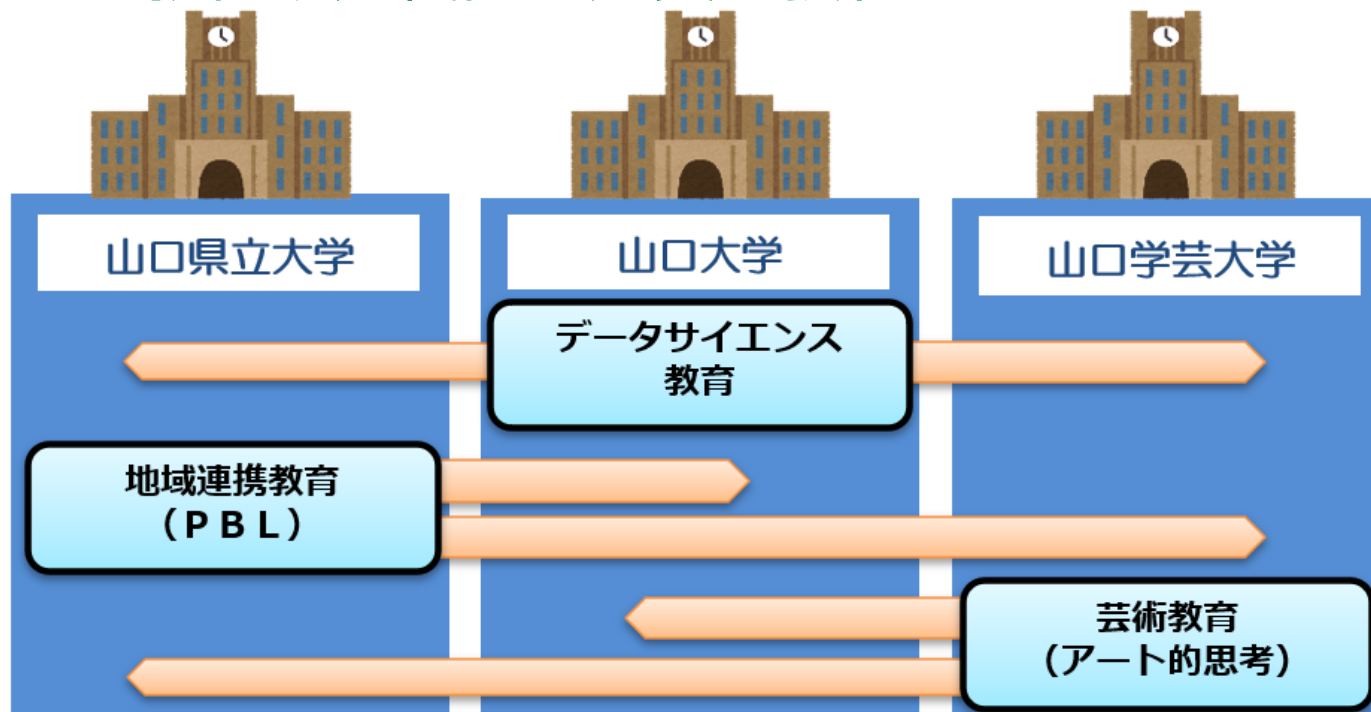 山口県立大学
山口大学
山口学芸大学
データサイエンス
教育
地域連携教育
（ＰＢＬ）
芸術教育
（アート的思考）